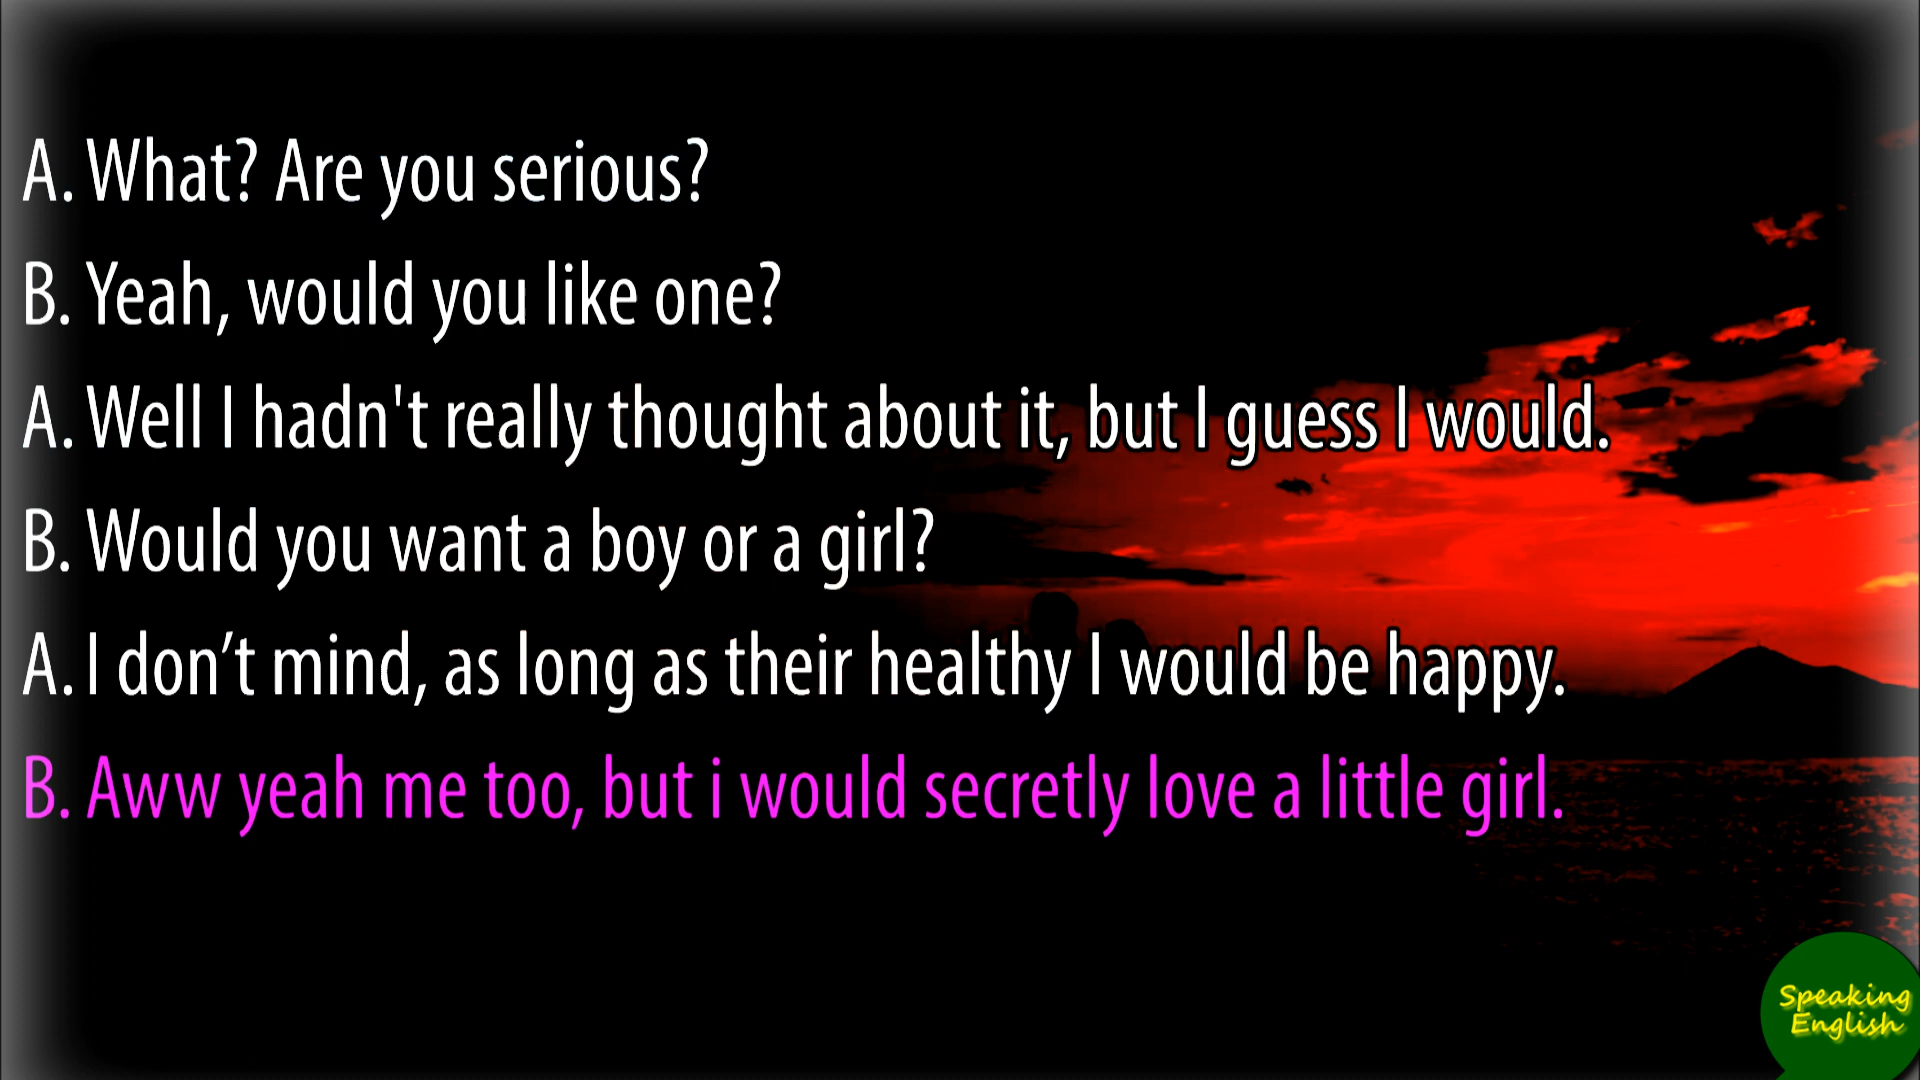 A. What? Are you serious?
B. Yeah, would you like one?
A. Well I hadn't really thought about it, but I guess I would.
B. Would you want a boy or a girl?
A. I don’t mind, as long as their healthy I would be happy.
B. Aww yeah me too, but i would secretly love a little girl.
Speaking
English